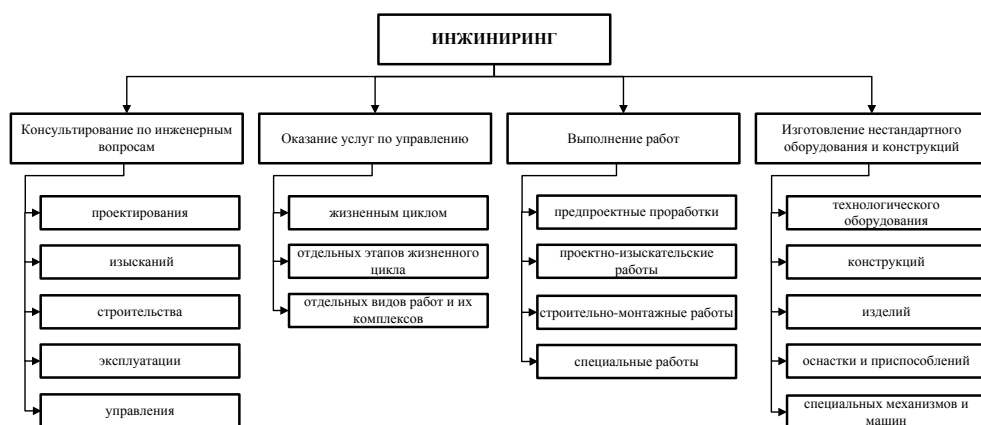 ИНЖИНИРИНГ
Консультирование по инженерным
вопросам
проектирования
изысканий
строительства
эксплуатации
управления
Оказание услуг по управлению
жизненным циклом
отдельных этапов жизненного
цикла
отдельных видов работ и их
комплексов
Выполнение работ
предпроектные проработки
проектно-изыскательские
работы
строительно-монтажные работы
специальные работы
Изготовление нестандартного
оборудования и конструкций
технологического
оборудования
конструкций
изделий
оснастки и приспособлений
специальных механизмов и
машин